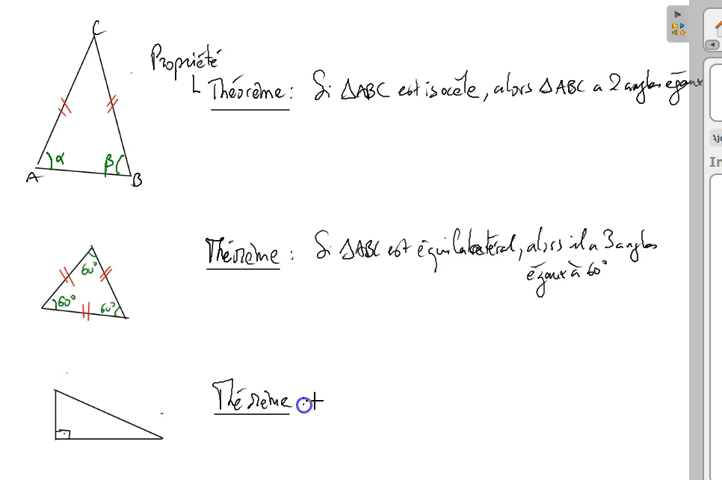 C
Propriété
Théorème : Si ΔABC est isocèle, alors ΔABC a 2 angles égaux
α
β
A
B
Théorème : Si ΔABC est équilatéral, alors il a 3 angles
égaux à 60°
60°
60°
60°
Théorème